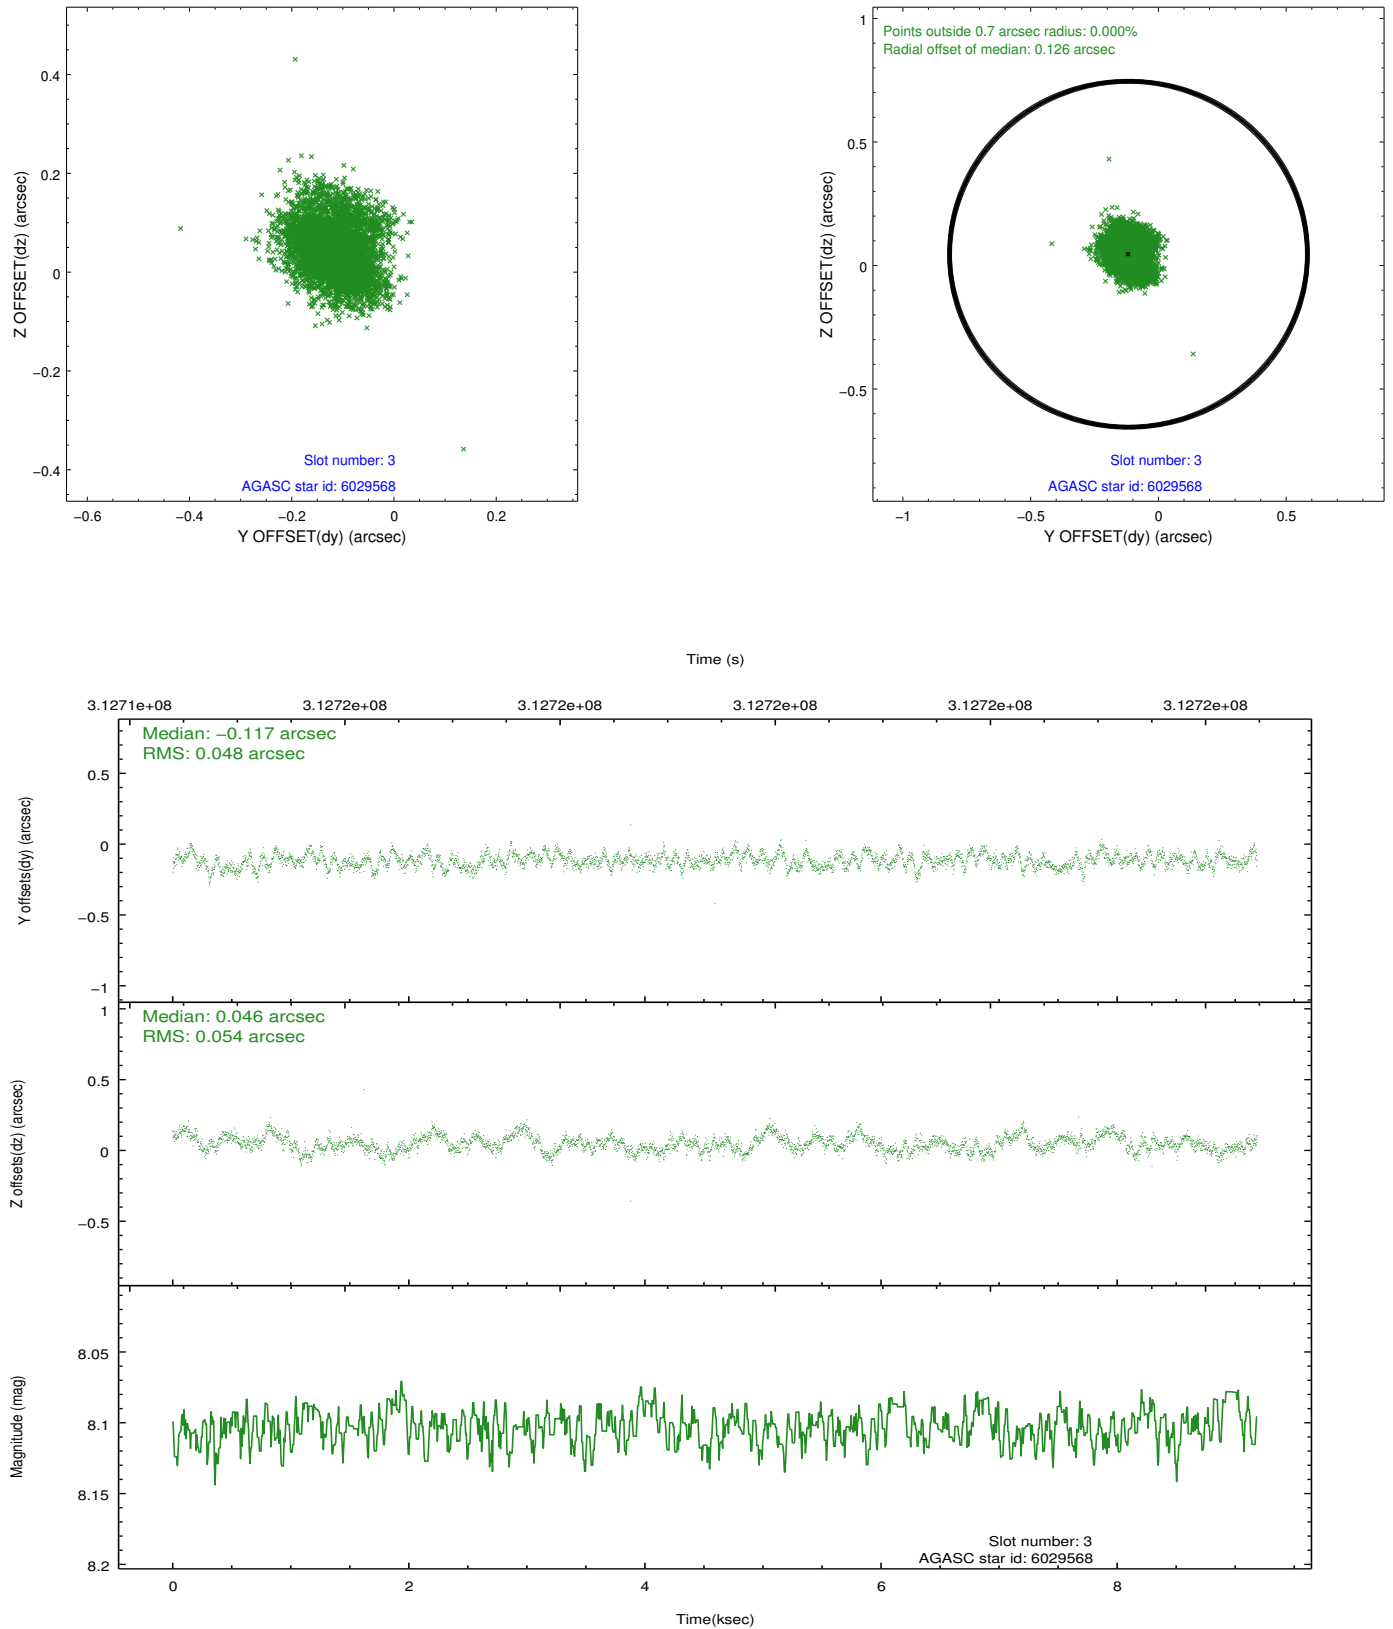 0.4
0.2
0
−0.2
−0.4
Z OFFSET(dz) (arcsec)
Slot number: 3
AGASC star id: 6029568
−0.6 −0.4 −0.2 0 0.2
Y OFFSET(dy) (arcsec)
Points outside 0.7 arcsec radius: 0.000%
Radial offset of median: 0.126 arcsec
1
0.5
0
−0.5
Z OFFSET(dz) (arcsec)
Slot number: 3
AGASC star id: 6029568
−1 −0.5 0 0.5
Y OFFSET(dy) (arcsec)
Time (s)
3.1271e+08 3.1272e+08 3.1272e+08 3.1272e+08 3.1272e+08 3.1272e+08
Median: −0.117 arcsec
RMS: 0.048 arcsec
0.5
0
−0.5
−1
Y offsets(dy) (arcsec)
Median: 0.046 arcsec
RMS: 0.054 arcsec
1
0.5
0
−0.5
Z offsets(dz) (arcsec)
8.05
8.1
8.15
8.2
Magnitude (mag)
Slot number: 3
AGASC star id: 6029568
0 2 4 6 8
Time(ksec)